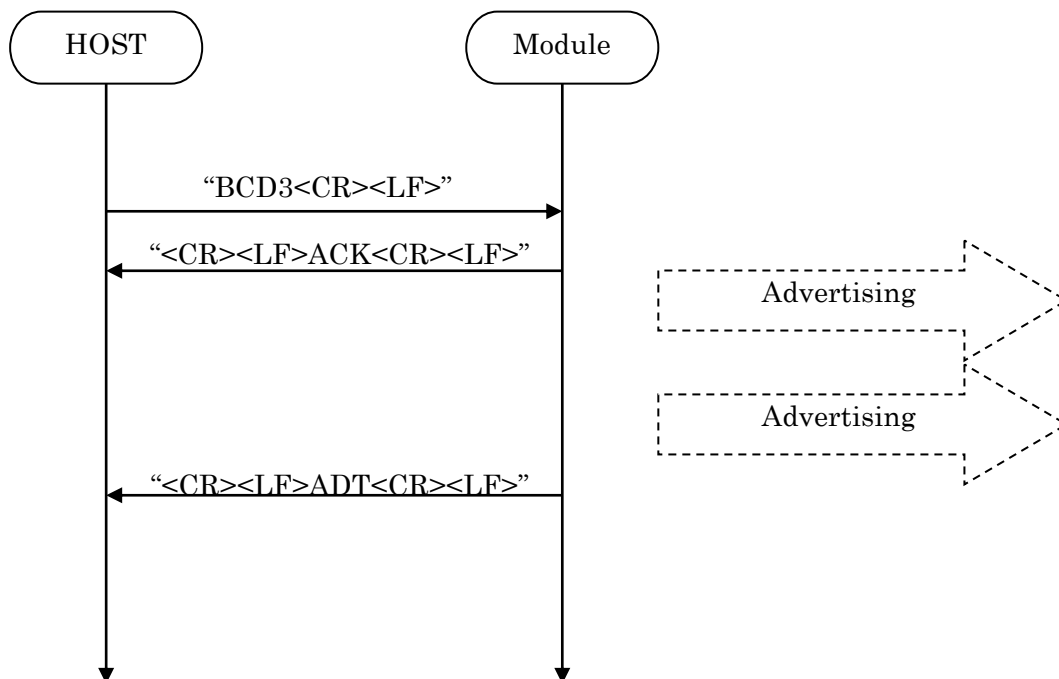 HOST
Module
“BCD3<CR><LF>”
“<CR><LF>ACK<CR><LF>”
Advertising
Advertising
“<CR><LF>ADT<CR><LF>”